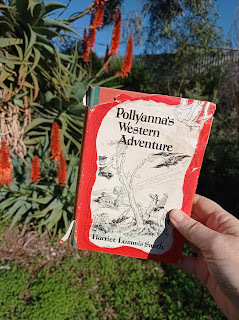 Pollyanna's
Western
Adventure
Harriet Lummis Smith